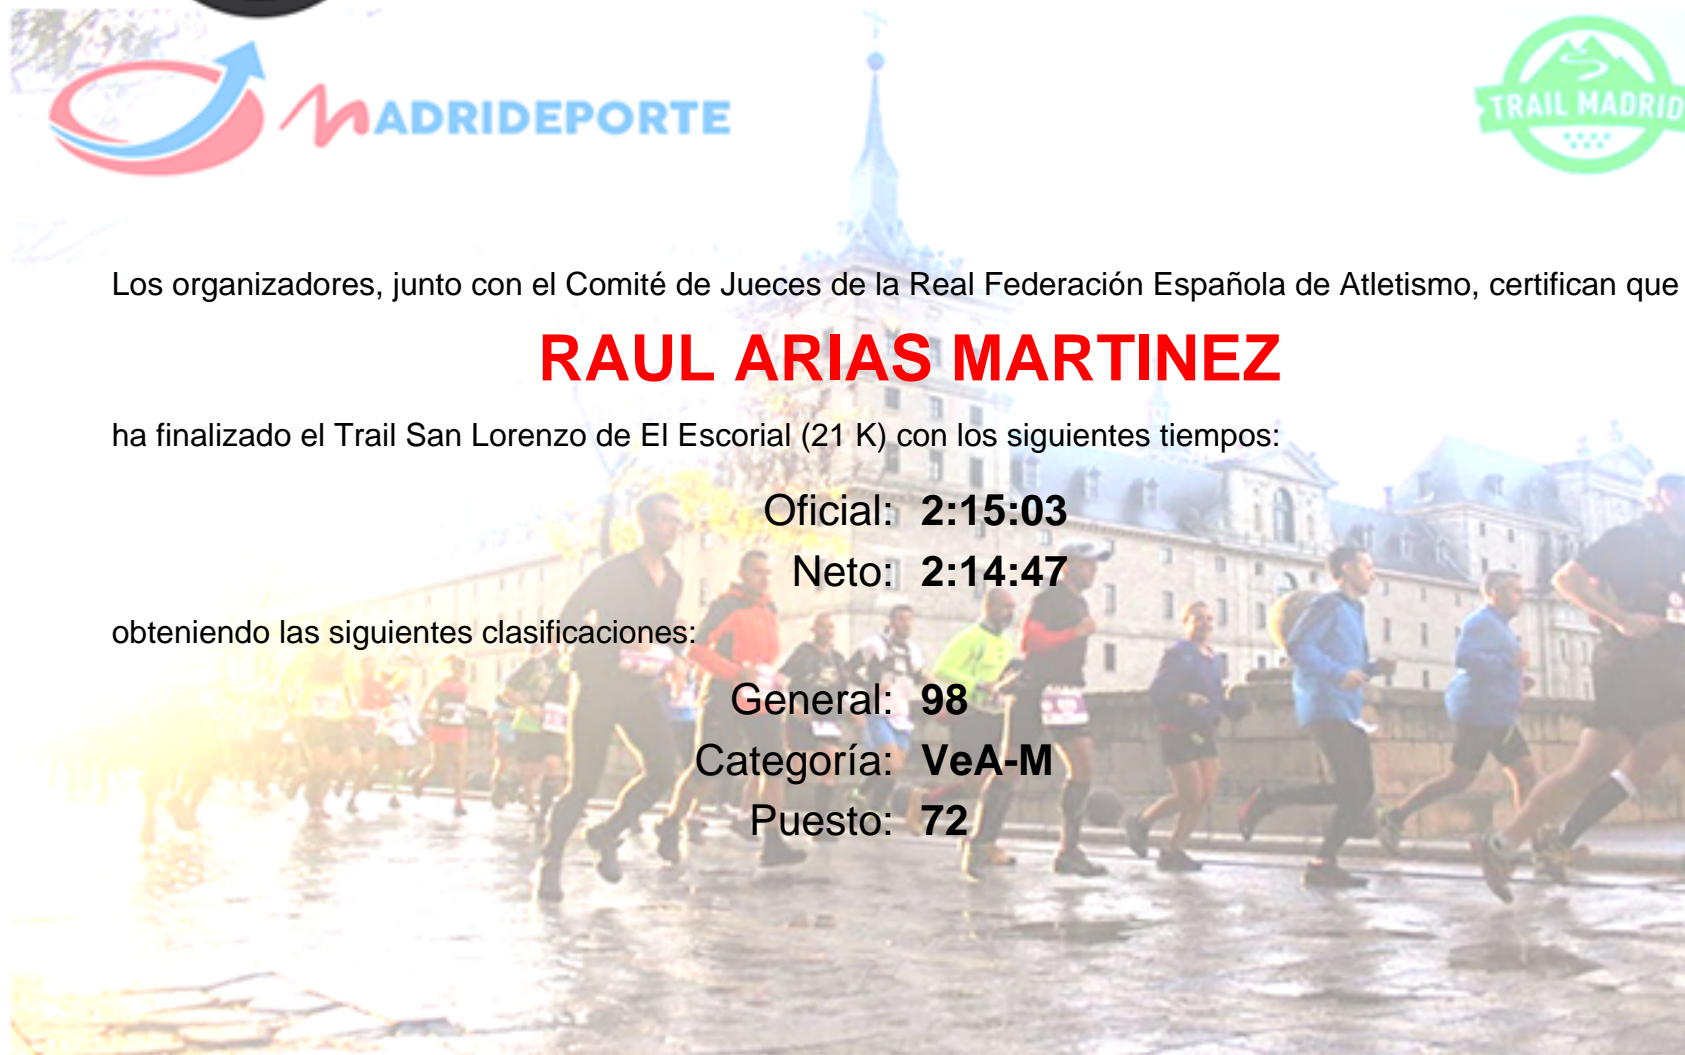 MADRIDEPORTE
TRAIL MADRID
Los organizadores, junto con el Comité de Jueces de la Real Federación Española de Atletismo, certifican que
RAUL ARIAS MARTINEZ
ha finalizado el Trail San Lorenzo de El Escorial (21 K) con los siguientes tiempos:
Oficial: 2:15:03
Neto: 2:14:47
obteniendo las siguientes clasificaciones:
General: 98
Categoría: VeA-M
Puesto: 72